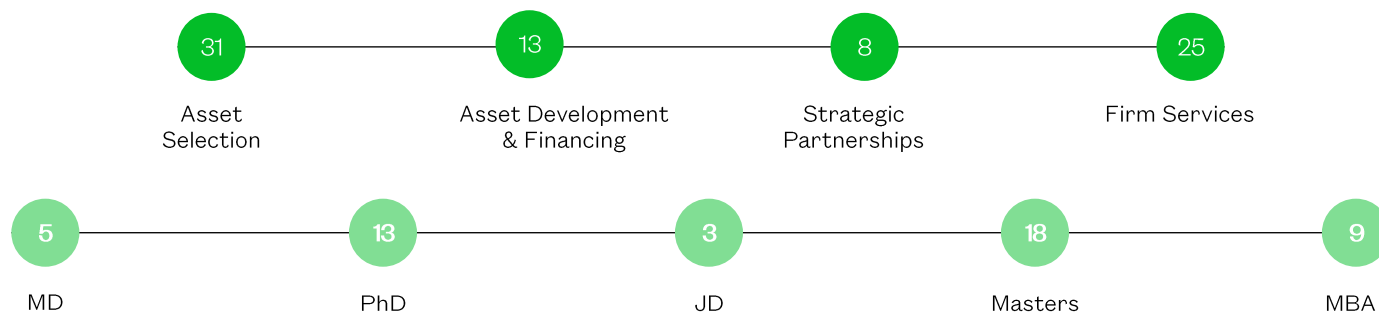 31
13
8
25
Asset
Selection
Asset Development
& Financing
Strategic
Partnerships
Firm Services
5
13
3
18
9
MD
PhD
JD
Masters
MBA